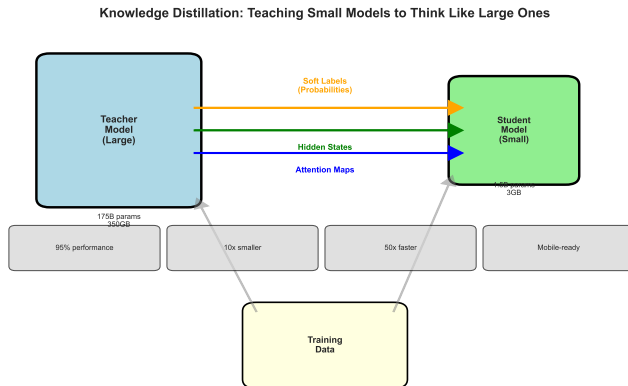 Knowledge Distillation: Teaching Small Models to Think Like Large Ones
Soft Labels
(Probabilities)
Teacher
Model
(Large)
Student
Model
(Small)
Hidden States
Attention Maps
175B params
350GB
params
3GB
95% performance
10x smaller
50x faster
Mobile-ready
Training
Data